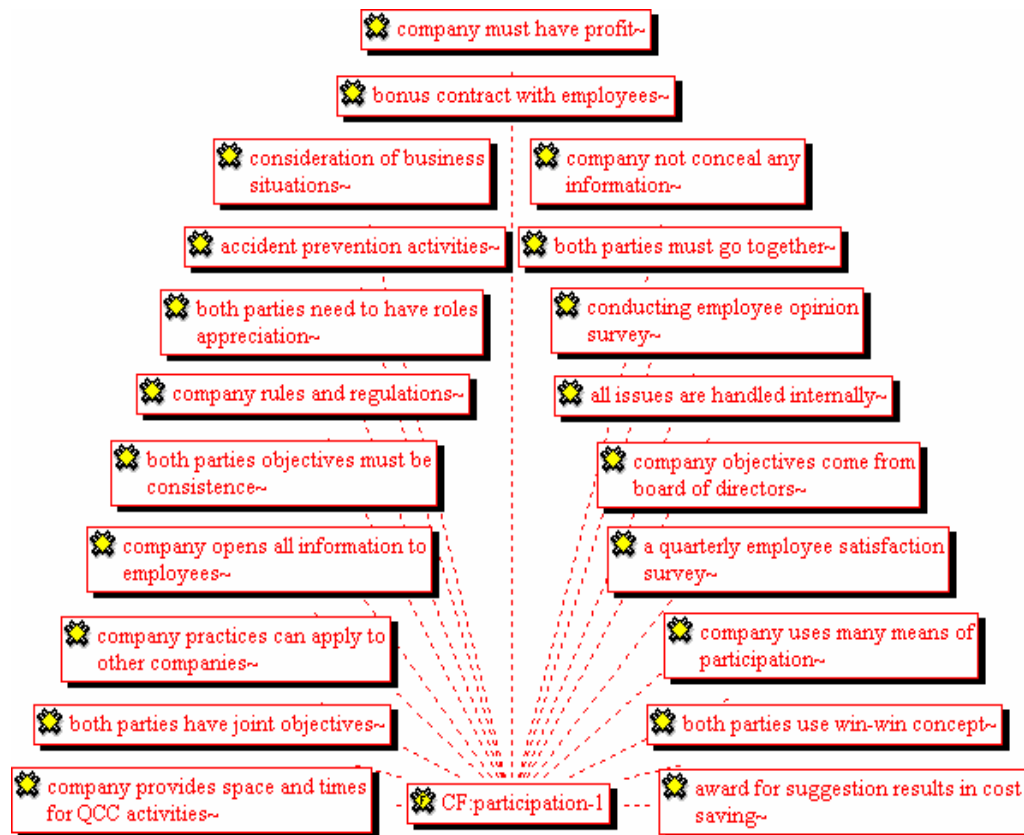 company must have profit~
bonus contract with employees~
consideration of business
situations~
company not conceal any
information~
accident prevention activities~
both parties must go together~
both parties need to have roles
appreciation~
conducting employee opinion
survey~
company rules and regulations~
all issues are handled internally~
both parties objectives must be
consistence~
company objectives come from
board of directors~
company opens all information to
employees~
a quarterly employee satisfaction
survey~
company practices can apply to
other companies~
company uses many means of
participation~
both parties have joint objectives~
both parties use win-win concept~
company provides space and times
for QCC activities~
F CF:participation-1
award for suggestion results in cost
saving~